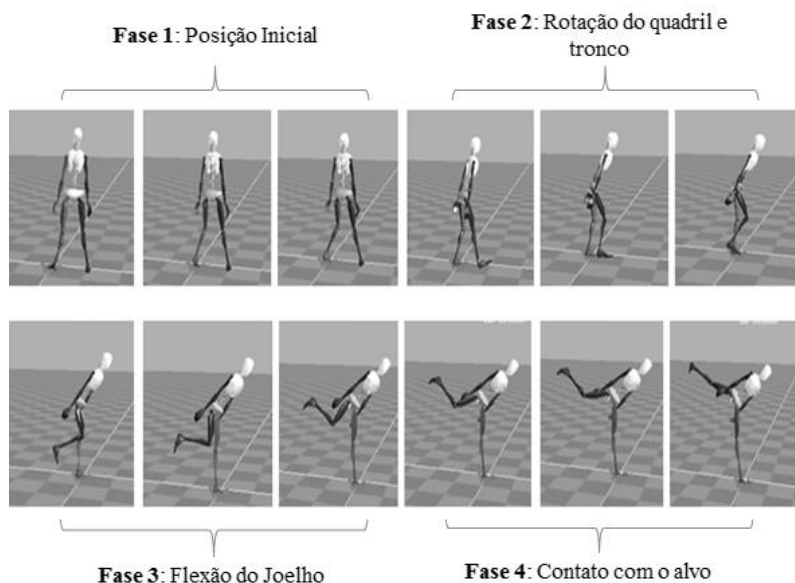 Fase 1: Posição Inicial
Fase 2: Rotação do quadril e
tronco
Fase 3: Flexão do Joelho
Fase 4: Contato com o alvo